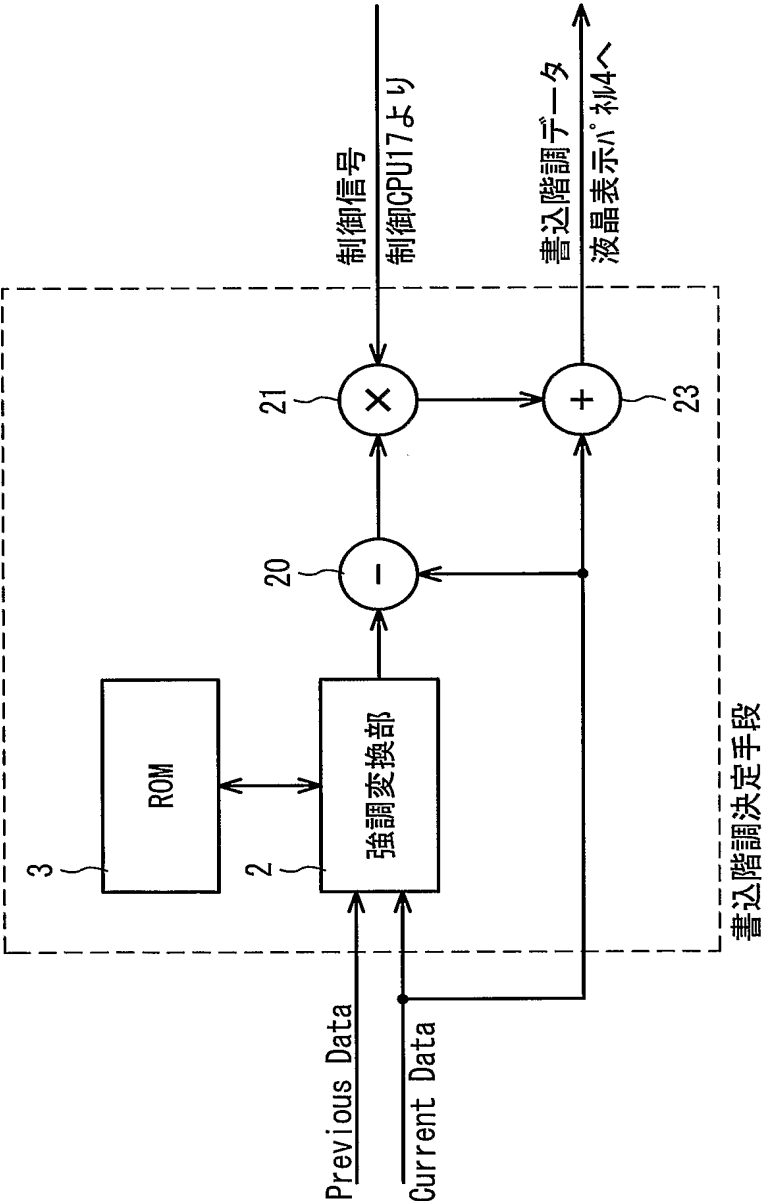 制御信号
制御CPU17より
書込階調データ
液晶表示ﾊﾟﾈﾙ4へ
21
×
+
23
20
-
ROM
3
強調変換部
2
Previous Data
Current Data
書込階調決定手段